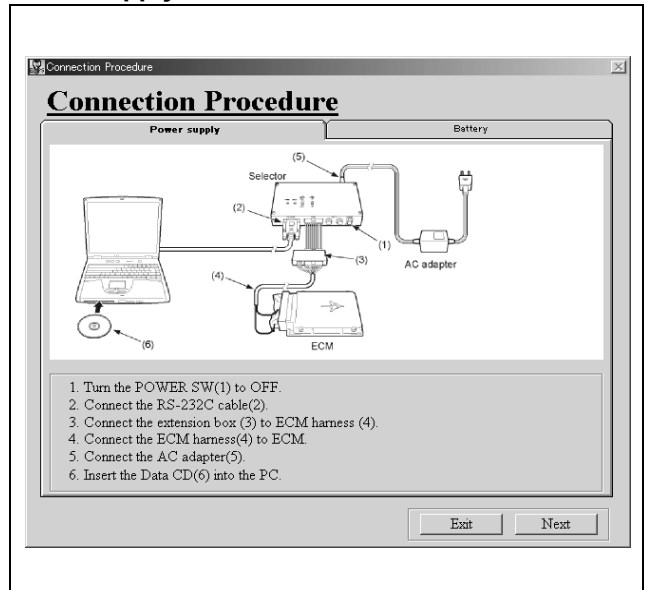 Connection Procedure
Connection Procedure
Power supply
Battery
(5)
Selector
(2)
(1)
(3)
AC adapter
(4)
(6)
ECM
1. Turn the POWER SW(1) to OFF.
2. Connect the RS-232C cable(2).
3. Connect the extension box (3) to ECM harness (4).
4. Connect the ECM harness(4) to ECM.
5. Connect the AC adapter(5).
6. Insert the Data CD(6) into the PC.
Exit
Next